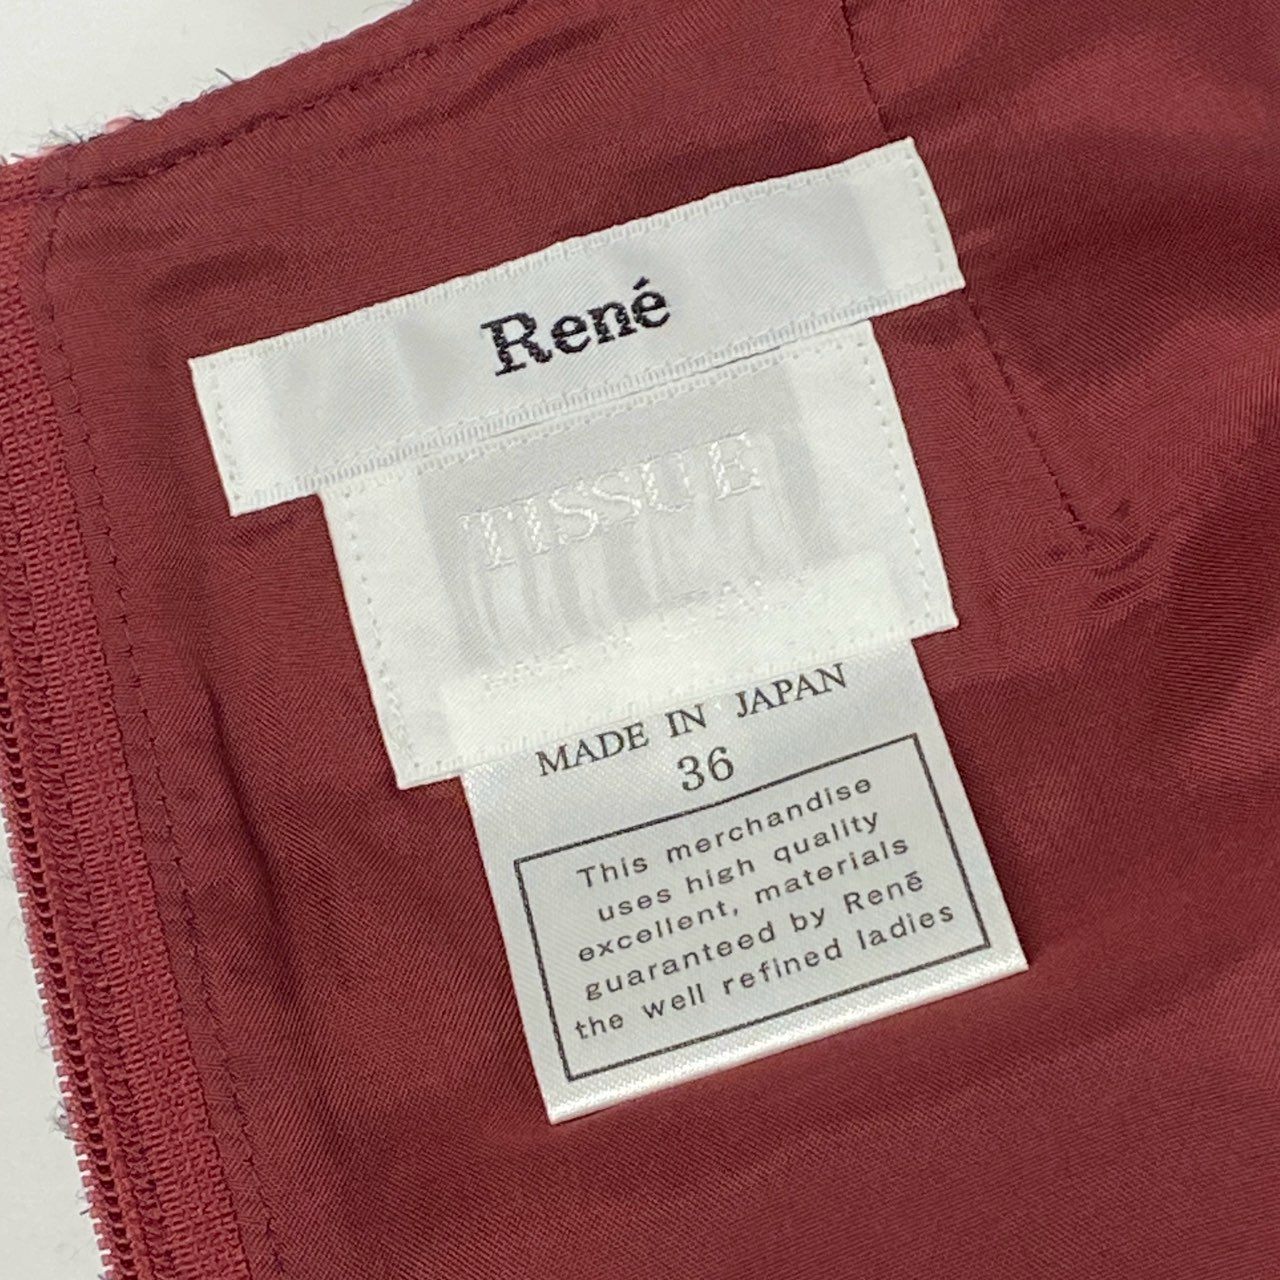 René
TISSUE
MADE IN JAPAN
36
This merchandise
uses high quality
excellent, materials
guaranteed by Renē
the well refined ladies